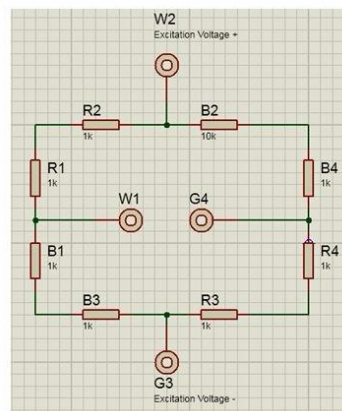 W2
Excitation Voltage +
R2
1k
B2
10k
R1
1k
W1
G4
B4
1k
B1
1k
R4
1k
B3
1k
R3
1k
G3
Excitation Voltage -